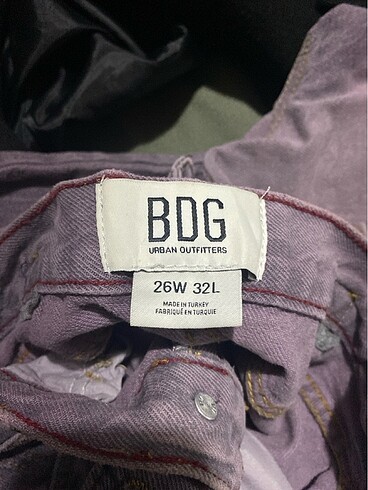 BDG
URBAN OUTFITTERS
26W 32L
MADE IN TURKEY
FABRIQUÉ EN TURQUIE